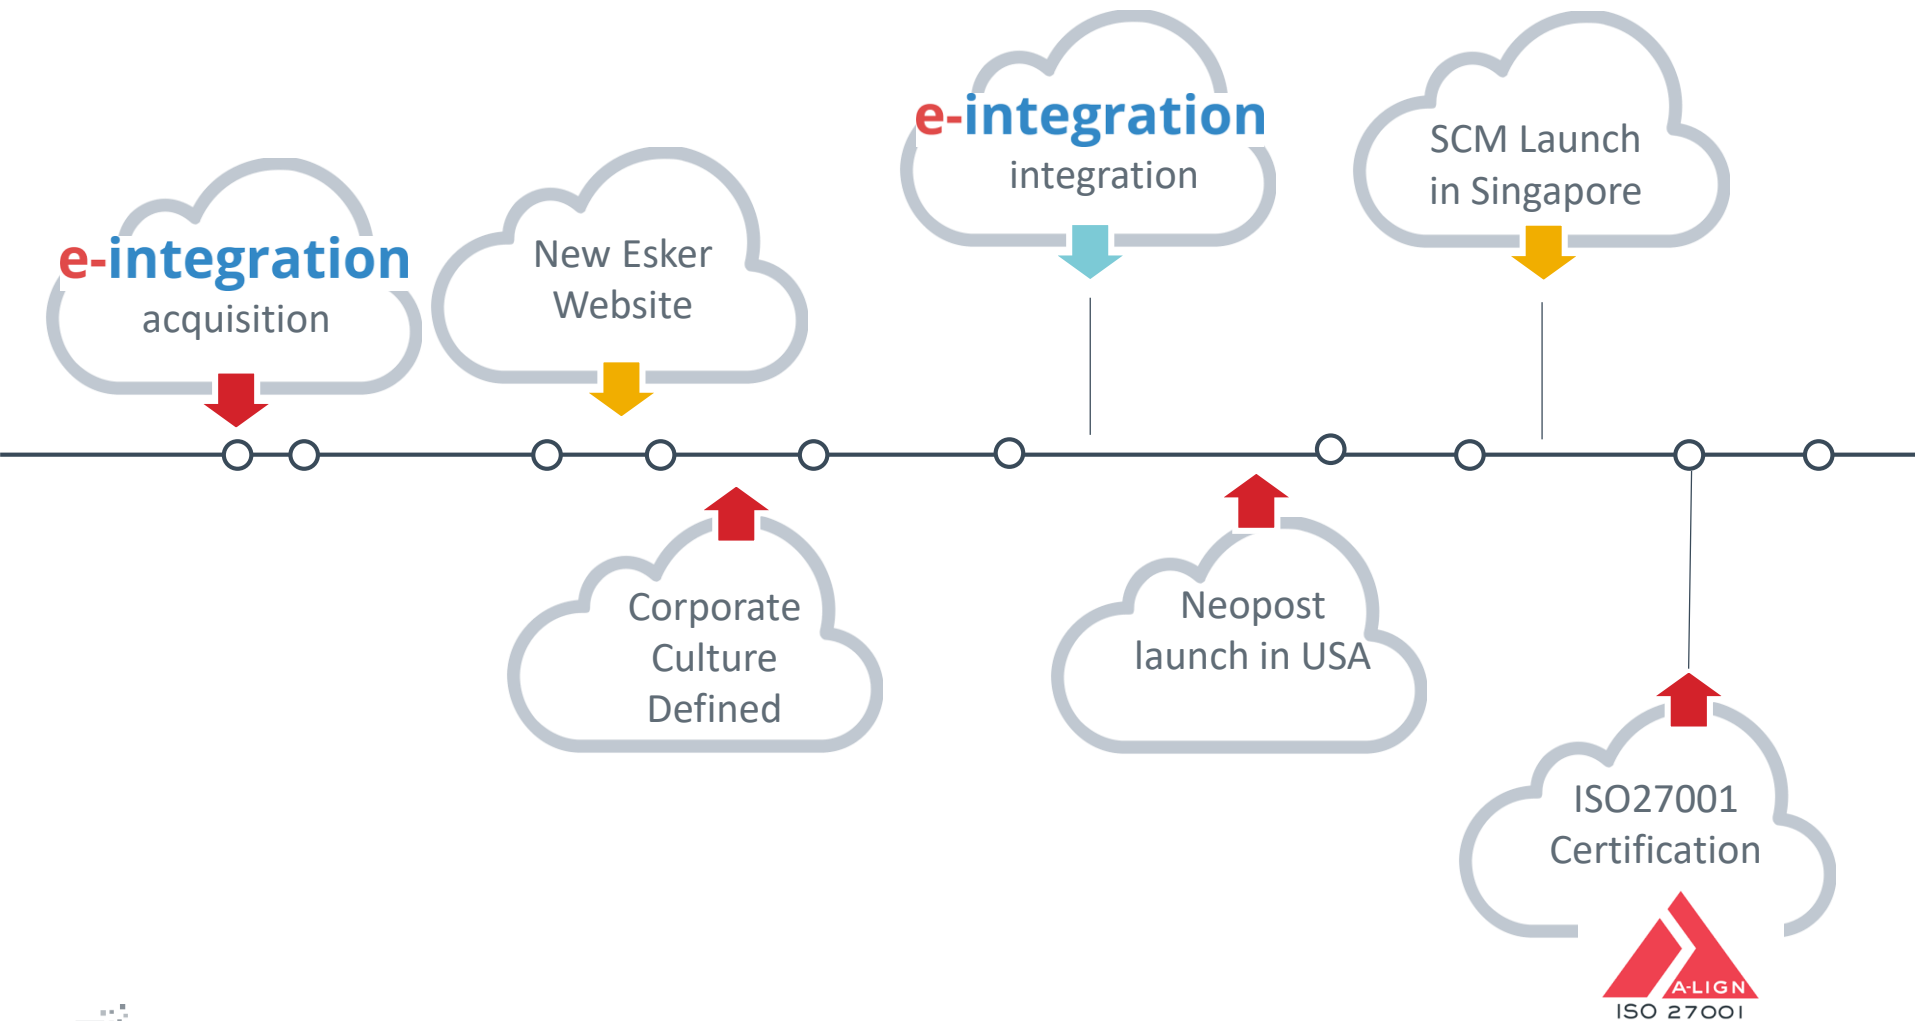 e-integration
acquisition
New Esker
Website
e-integration
integration
SCM Launch
in Singapore
Corporate
Culture
Defined
Neopost
launch in USA
ISO27001
Certification
A-LIGN
ISO 27001